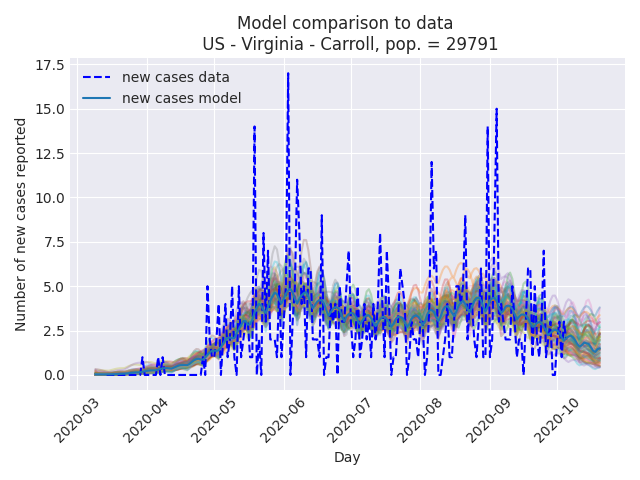 Model comparison to data
US - Virginia - Carroll, pop. = 29791
new cases data
new cases model
Number of new cases reported
17.5
15.0
12.5
10.0
7.5
5.0
2.5
0.0
2020-03
2020-04
2020-05
2020-06
2020-07
2020-08
2020-09
2020-10
Day